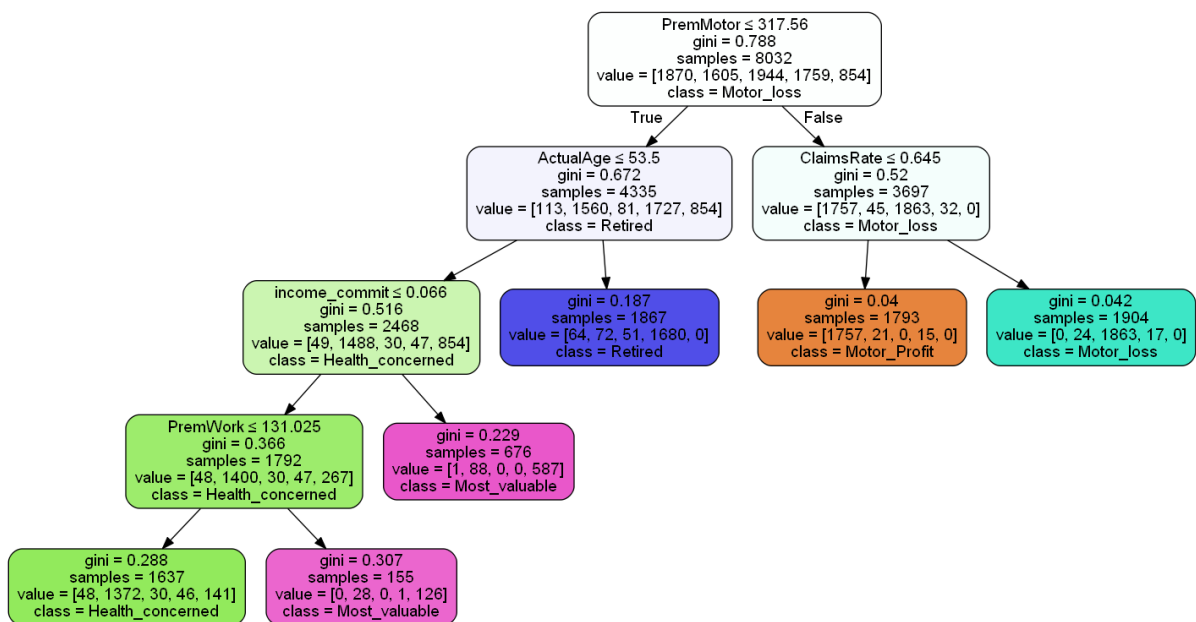 PremMotor ≤ 317.56
gini = 0.788
samples = 8032
value = [1870, 1605, 1944, 1759, 854]
class = Motor_loss
True
False
ActualAge ≤ 53.5
gini = 0.672
samples = 4335
value = [113, 1560, 81, 1727, 854]
class = Retired
ClaimsRate ≤ 0.645
gini = 0.52
samples = 3697
value = [1757, 45, 1863, 32, 0]
class = Motor_loss
income_commit ≤ 0.066
gini = 0.516
samples = 2468
value = [49, 1488, 30, 47, 854]
class = Health_concerned
gini = 0.187
samples = 1867
value = [64, 72, 51, 1680, 0]
class = Retired
gini = 0.04
samples = 1793
value = [1757, 21, 0, 15, 0]
class = Motor_Profit
gini = 0.042
samples = 1904
value = [0, 24, 1863, 17, 0]
class = Motor_loss
PremWork ≤ 131.025
gini = 0.366
samples = 1792
value = [48, 1400, 30, 47, 267]
class = Health_concerned
gini = 0.229
samples = 676
value = [1, 88, 0, 0, 587]
class = Most_valuable
gini = 0.288
samples = 1637
value = [48, 1372, 30, 46, 141]
class = Health_concerned
gini = 0.307
samples = 155
value = [0, 28, 0, 1, 126]
class = Most_valuable